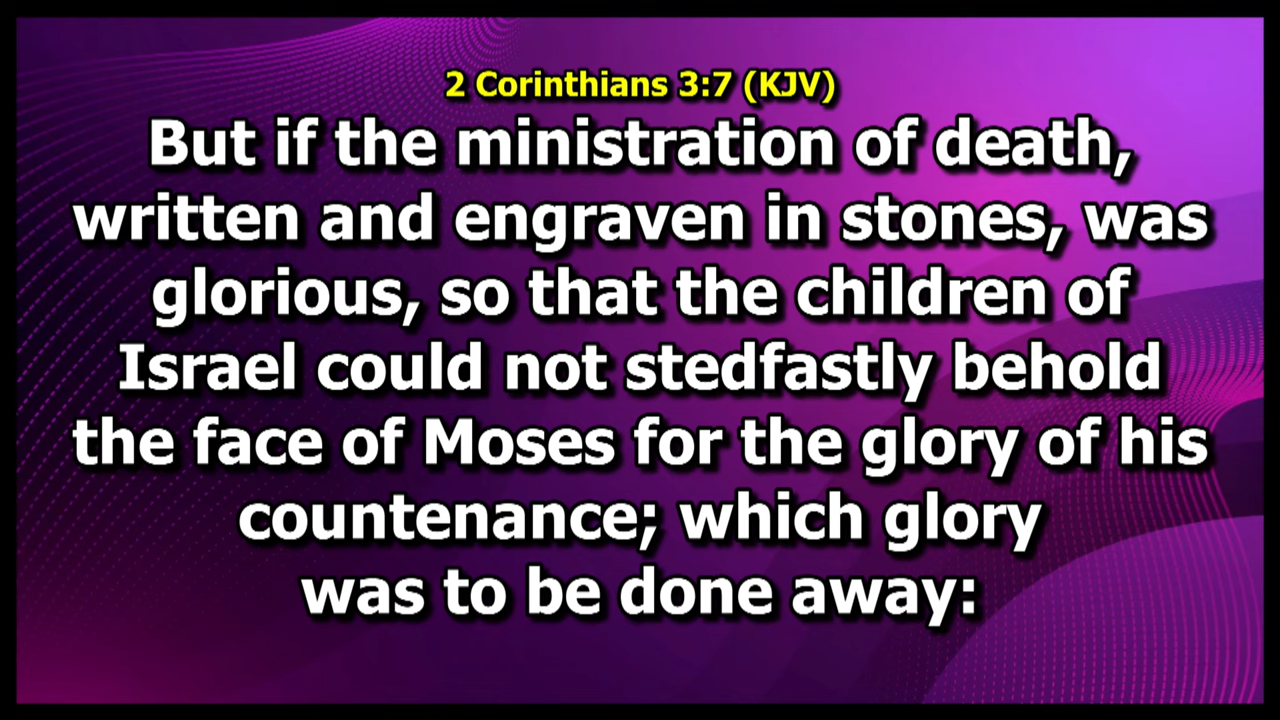 2 Corinthians 3:7 (KJV)
But if the ministration of death,
written and engraven in stones, was
glorious, so that the children of
Israel could not stedfastly behold
the face of Moses for the glory of his
countenance; which glory
was to be done away: